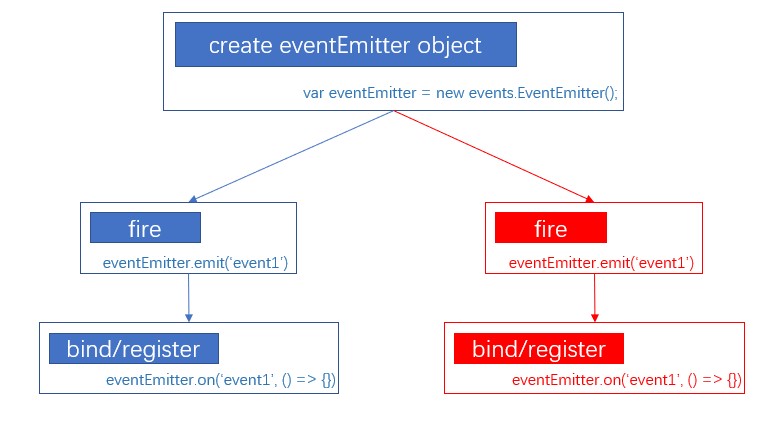 create eventEmitter object
var eventEmitter = new events.EventEmitter();
fire
eventEmitter.emit(‘event1’)
fire
eventEmitter.emit(‘event1’)
bind/register
eventEmitter.on(‘event1’, () => {})
bind/register
eventEmitter.on(‘event1’, () => {})